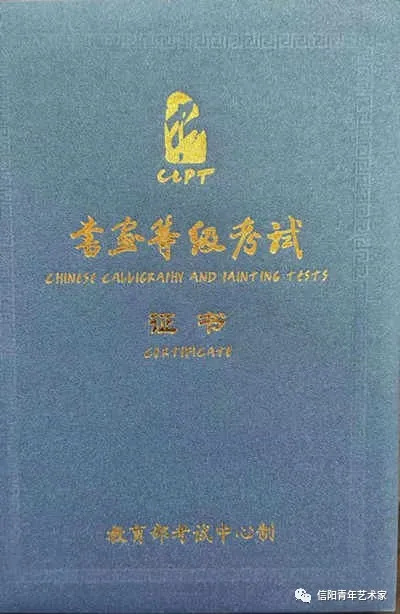 CCPT
书画等级考试
CHINESE CALLIGRAPHY AND PAINTING TESTS
证书
CERTIFICATE
教育部考试中心制
信阳青年艺术家